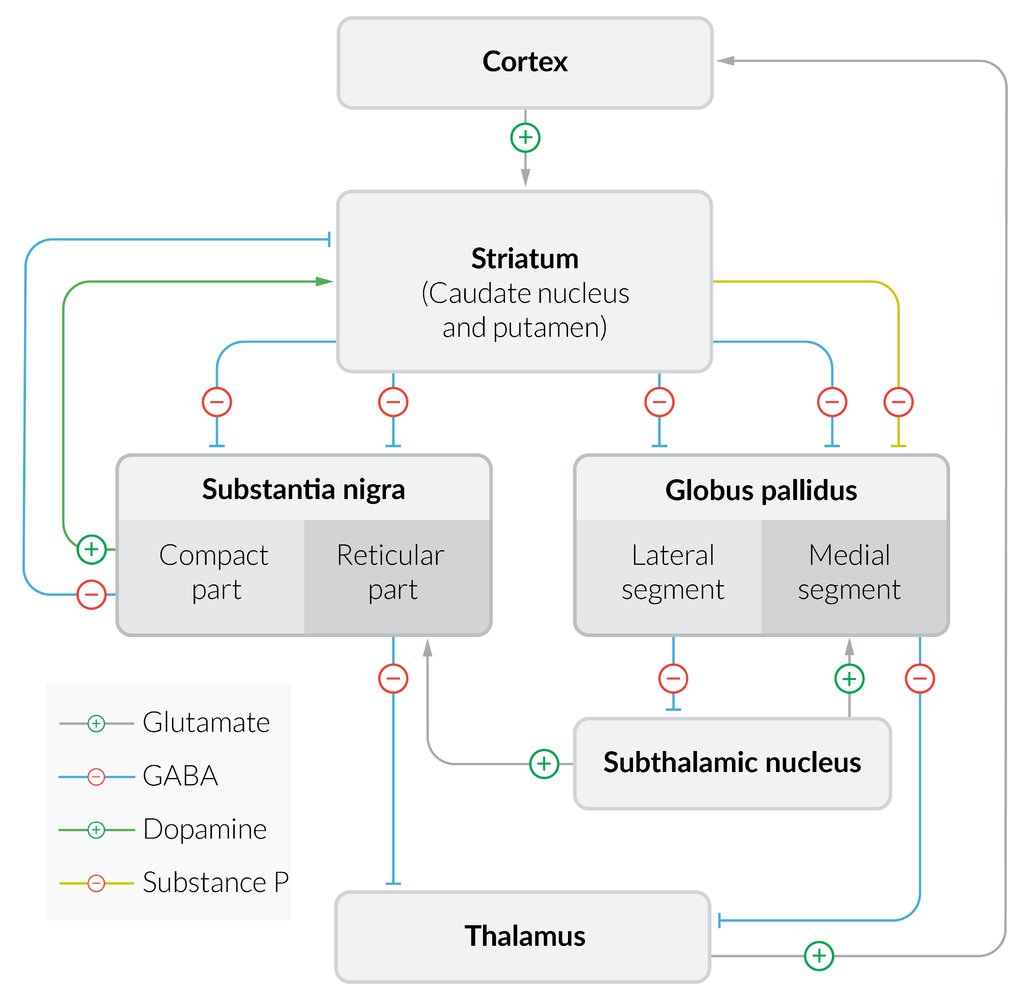 Cortex
Striatum
(Caudate nucleus
and putamen)
Substantia nigra
Compact
part
Reticular
part
Globus pallidus
Lateral
segment
Medial
segment
Subthalamic nucleus
Glutamate
GABA
Dopamine
Substance P
Thalamus